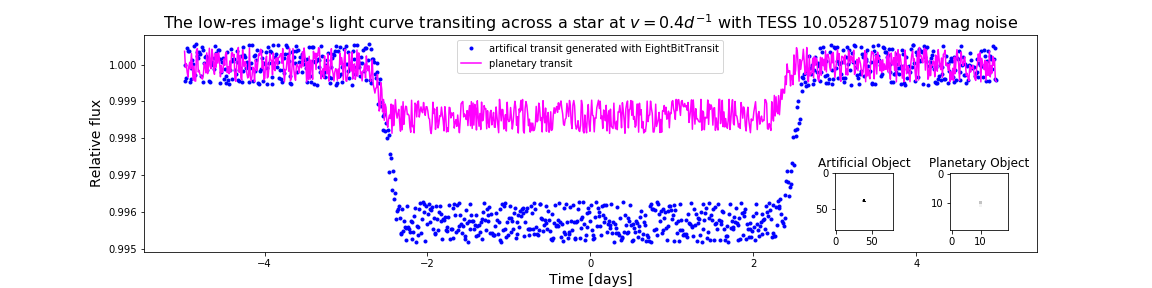 The low-res image's light curve transiting across a star at v = 0.4d⁻¹ with TESS 10.0528751079 mag noise
artifical transit generated with EightBitTransit
planetary transit
Relative flux
1.000
0.999
0.998
0.997
0.996
0.995
Artificial Object
Planetary Object
0
50
0
50
0
10
0
10
−4
−2
0
2
4
Time [days]